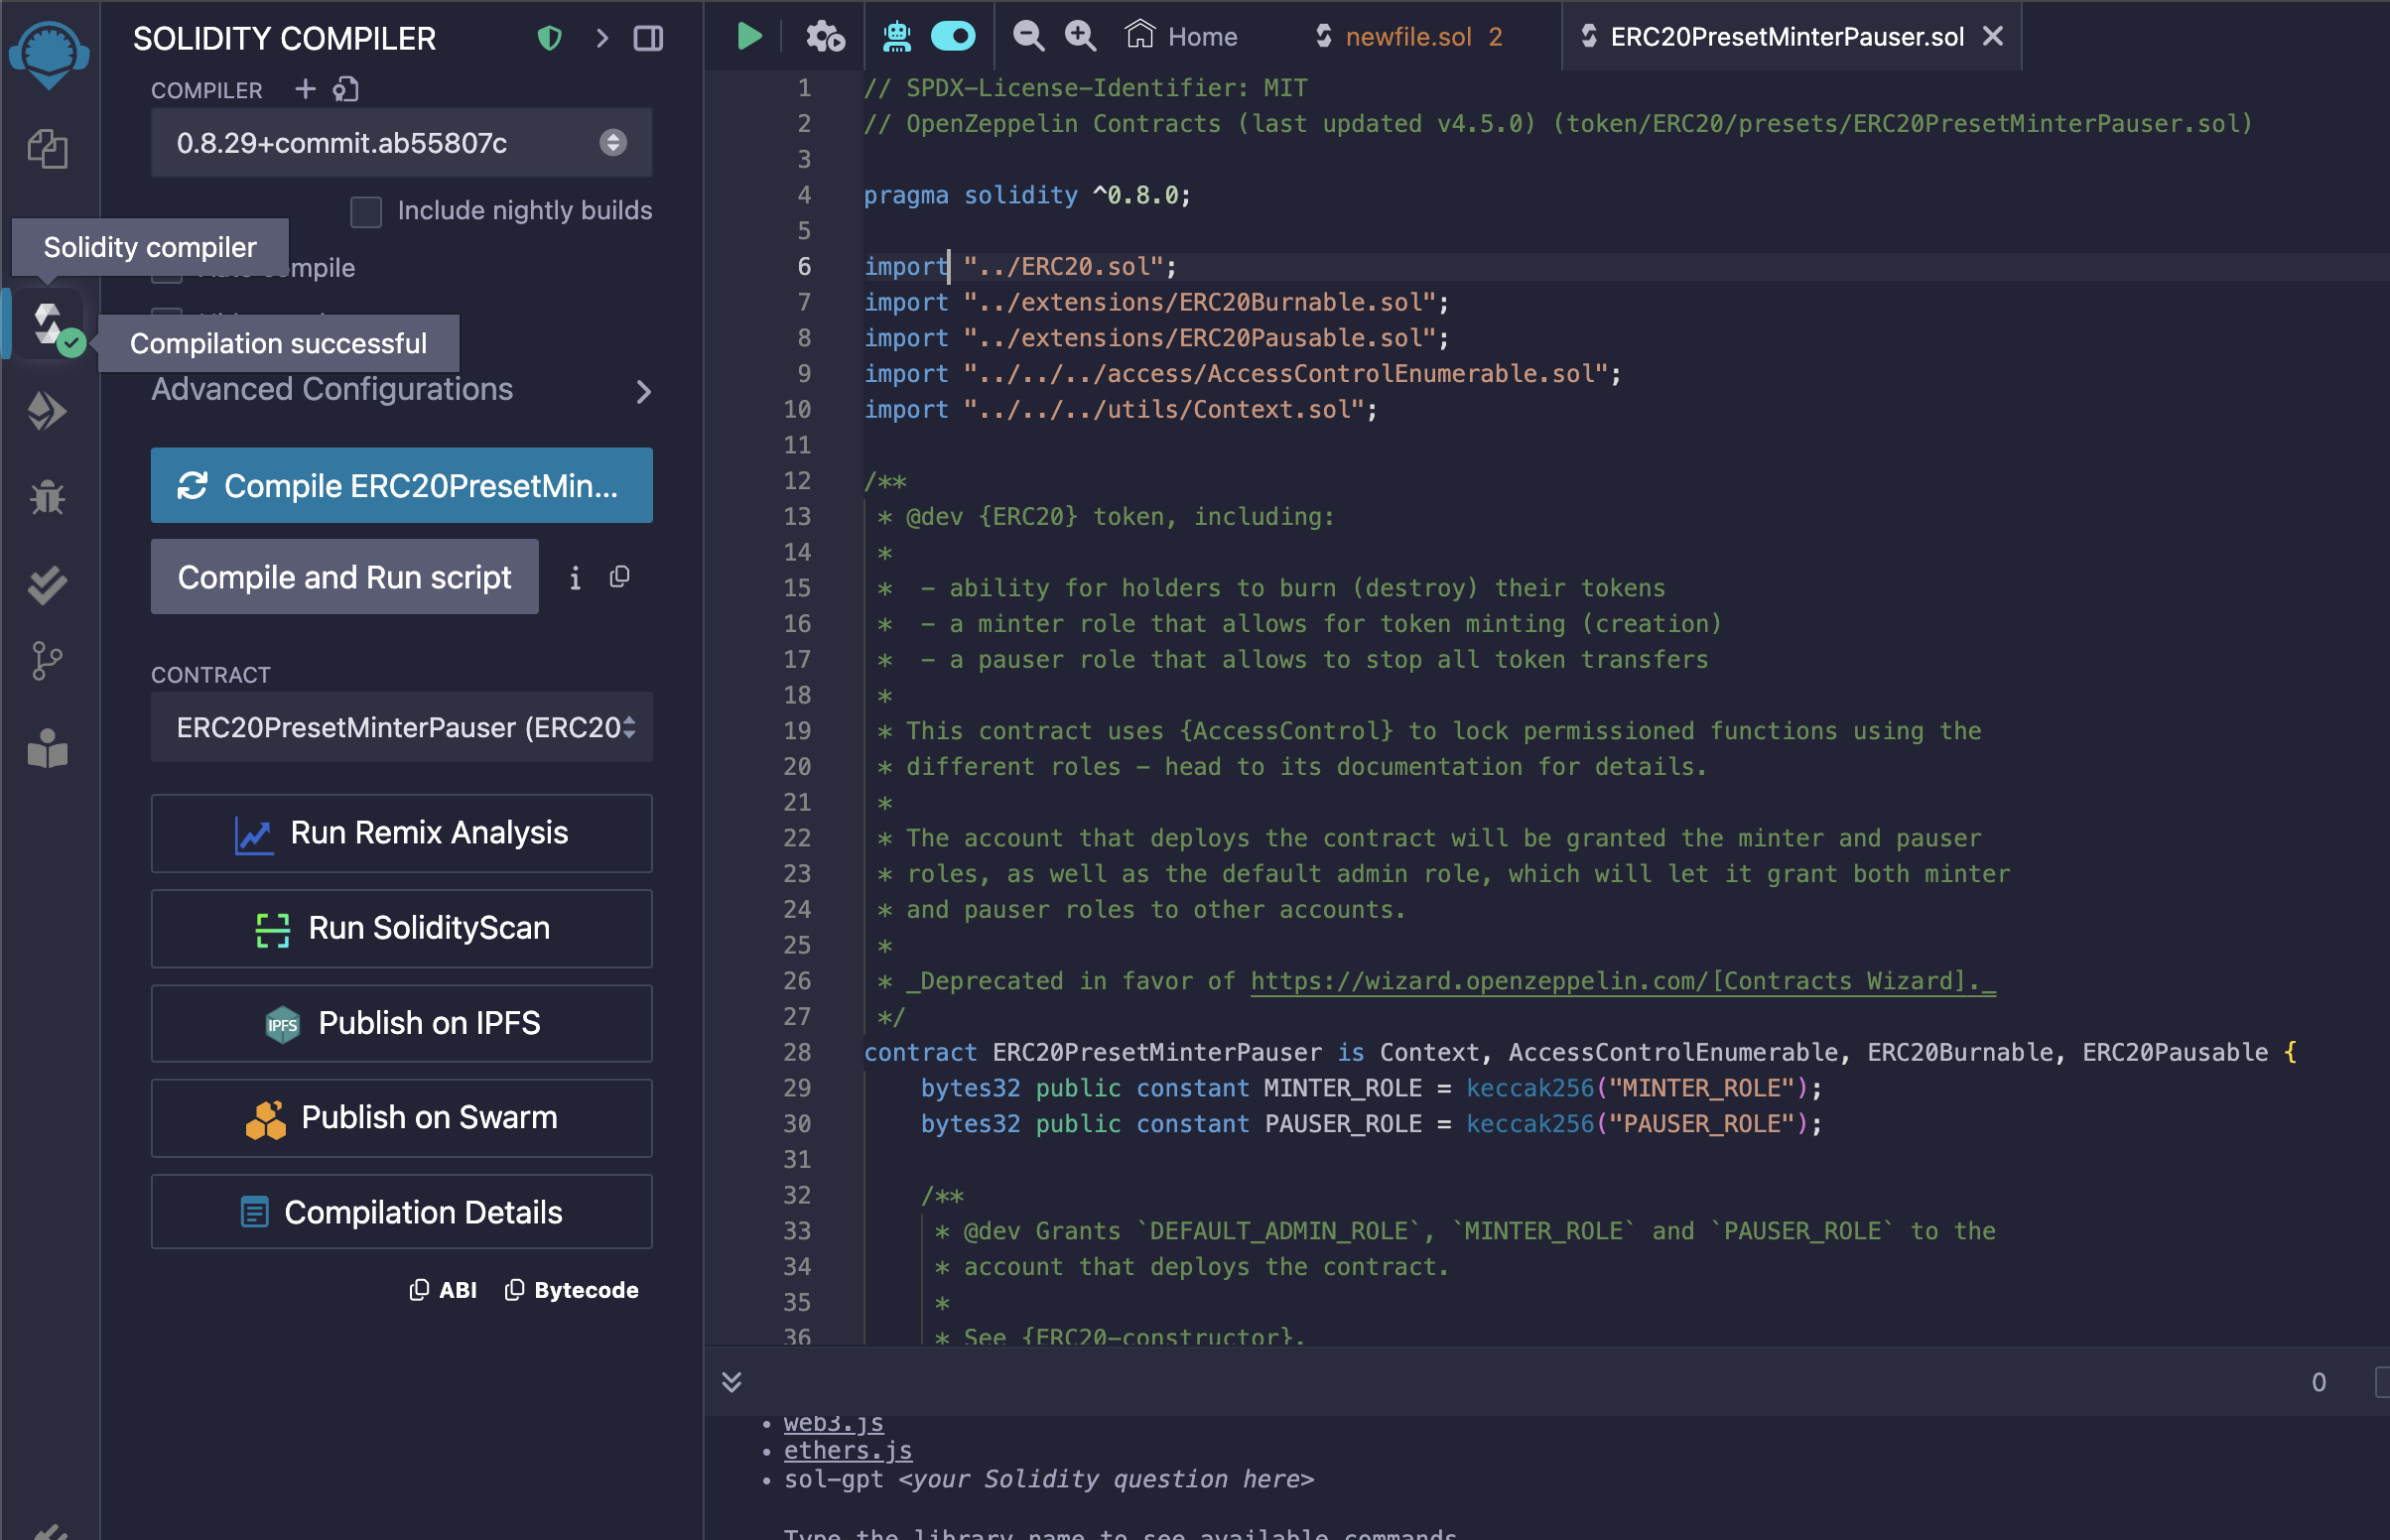 SOLIDITY COMPILER
COMPILER
0.8.29+commit.ab55807c
Include nightly builds
Solidity compiler
compile
Compilation successful
Advanced Configurations
Compile ERC20PresetMin...
Compile and Run script
CONTRACT
ERC20PresetMinterPauser (ERC20
Run Remix Analysis
Run SolidityScan
IPFS Publish on IPFS
Publish on Swarm
Compilation Details
ABI Bytecode
Home newfile.sol 2 ERC20PresetMinterPauser.sol
1 // SPDX-License-Identifier: MIT
2 // OpenZeppelin Contracts (last updated v4.5.0) (token/ERC20/presets/ERC20PresetMinterPauser.sol)
3
4 pragma solidity ^0.8.0;
5
6 import "../ERC20.sol";
7 import "../extensions/ERC20Burnable.sol";
8 import "../extensions/ERC20Pausable.sol";
9 import "../../../access/AccessControlEnumerable.sol";
10 import "../../../utils/Context.sol";
11
12 /**
13 * @dev {ERC20} token, including:
14 *
15 * - ability for holders to burn (destroy) their tokens
16 * - a minter role that allows for token minting (creation)
17 * - a pauser role that allows to stop all token transfers
18 *
19 * This contract uses {AccessControl} to lock permissioned functions using the
20 * different roles - head to its documentation for details.
21 *
22 * The account that deploys the contract will be granted the minter and pauser
23 * roles, as well as the default admin role, which will let it grant both minter
24 * and pauser roles to other accounts.
25 *
26 * _Deprecated in favor of https://wizard.openzeppelin.com/[Contracts Wizard]._
27 */
28 contract ERC20PresetMinterPauser is Context, AccessControlEnumerable, ERC20Burnable, ERC20Pausable {
29 bytes32 public constant MINTER_ROLE = keccak256("MINTER_ROLE");
30 bytes32 public constant PAUSER_ROLE = keccak256("PAUSER_ROLE");
31
32 /**
33 * @dev Grants `DEFAULT_ADMIN_ROLE`, `MINTER_ROLE` and `PAUSER_ROLE` to the
34 * account that deploys the contract.
35 *
36 * See {ERC20-constructor}.
0
• web3.js
• ethers.js
• sol-gpt <your Solidity question here>
Type the library name to see available commands